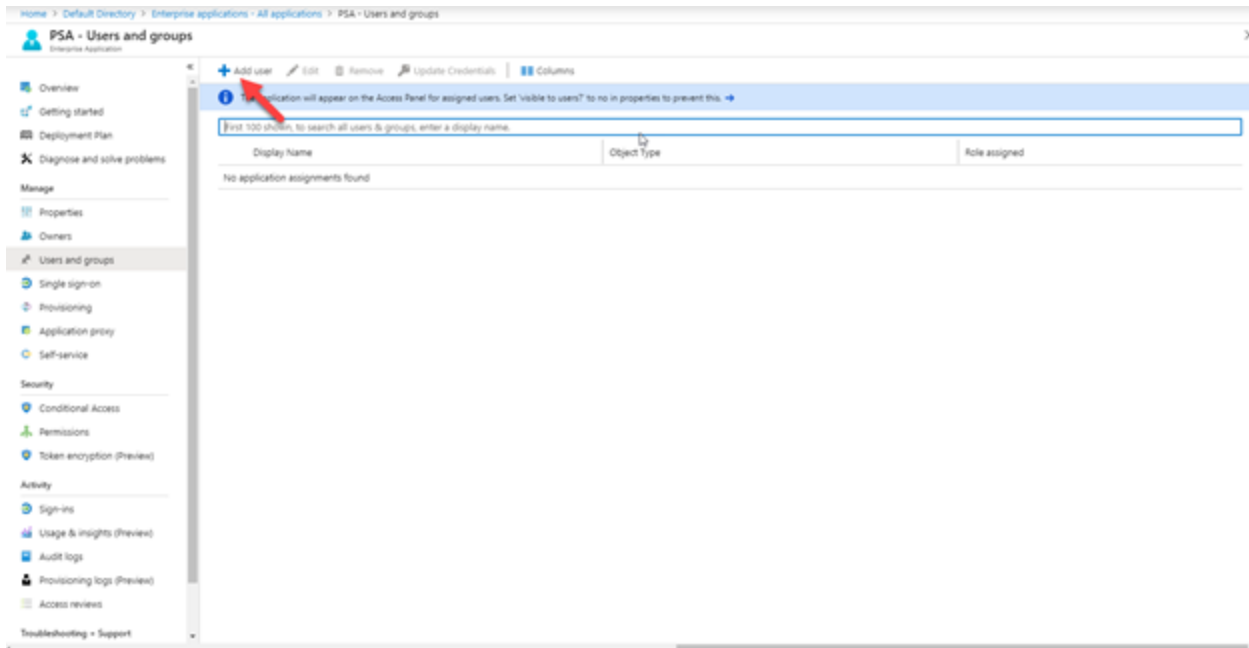 Home > Default Directory > Enterprise applications - All applications > PSA - Users and groups
PSA - Users and groups
Enterprise Application
Overview
Getting started
Deployment Plan
Diagnose and solve problems
Manage
Properties
Owners
Users and groups
Single sign-on
Provisioning
Application proxy
Self-service
Security
Conditional Access
Permissions
Token encryption (Preview)
Activity
Sign-ins
Usage & insights (Preview)
Audit logs
Provisioning logs (Preview)
Access reviews
Troubleshooting + Support
Add user Edit Remove Update Credentials Columns
application will appear on the Access Panel for assigned users. Set 'visible to users?' to no in properties to prevent this.
First 100 shown, to search all users & groups, enter a display name.
Display Name Object Type Role assigned
No application assignments found